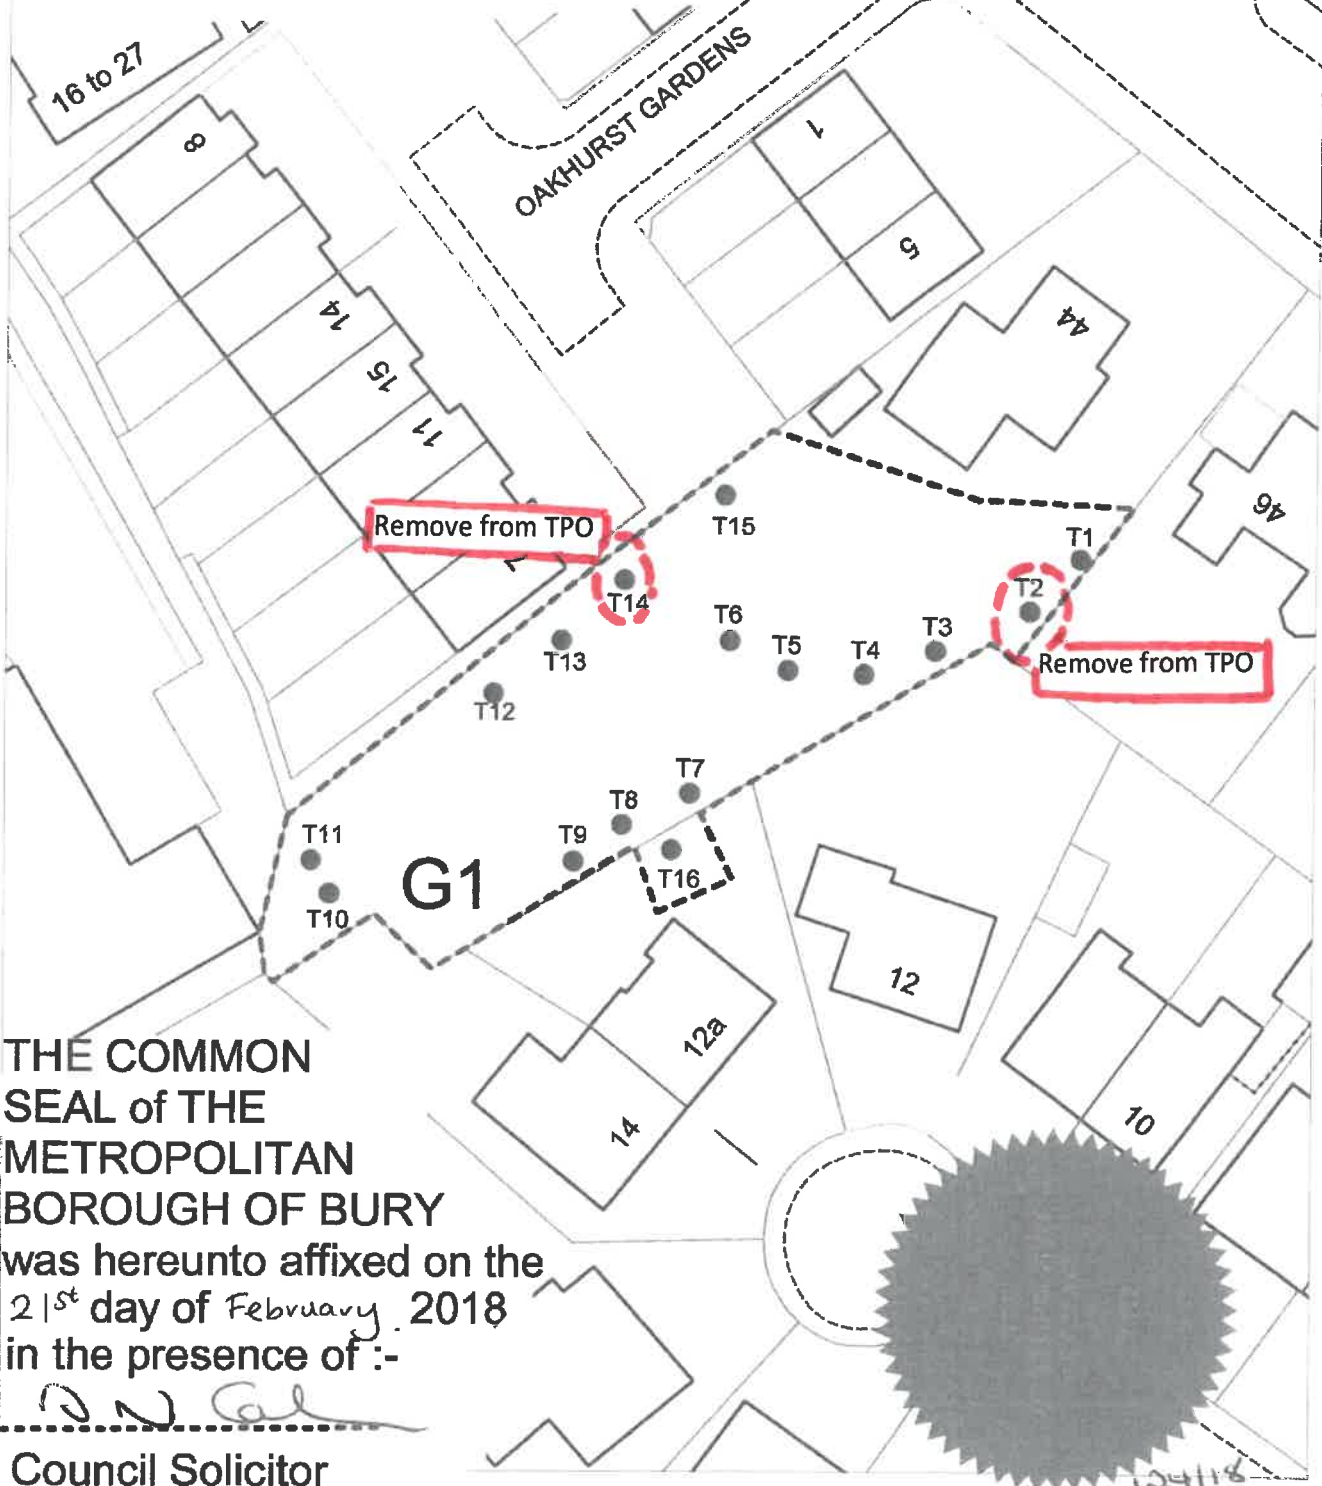 16 to 27
8
OAKHURST GARDENS
1
5
14
44
15
11
46
Remove from TPO
T15
T1
T14
T2
T6
T3
T13
T5
T4
Remove from TPO
T12
T7
T8
T11
T9
G1
T16
T10
12
12a
14
10
THE COMMON
SEAL of THE
METROPOLITAN
BOROUGH OF BURY
was hereunto affixed on the
21st day of February 2018
in the presence of :-
Council Solicitor